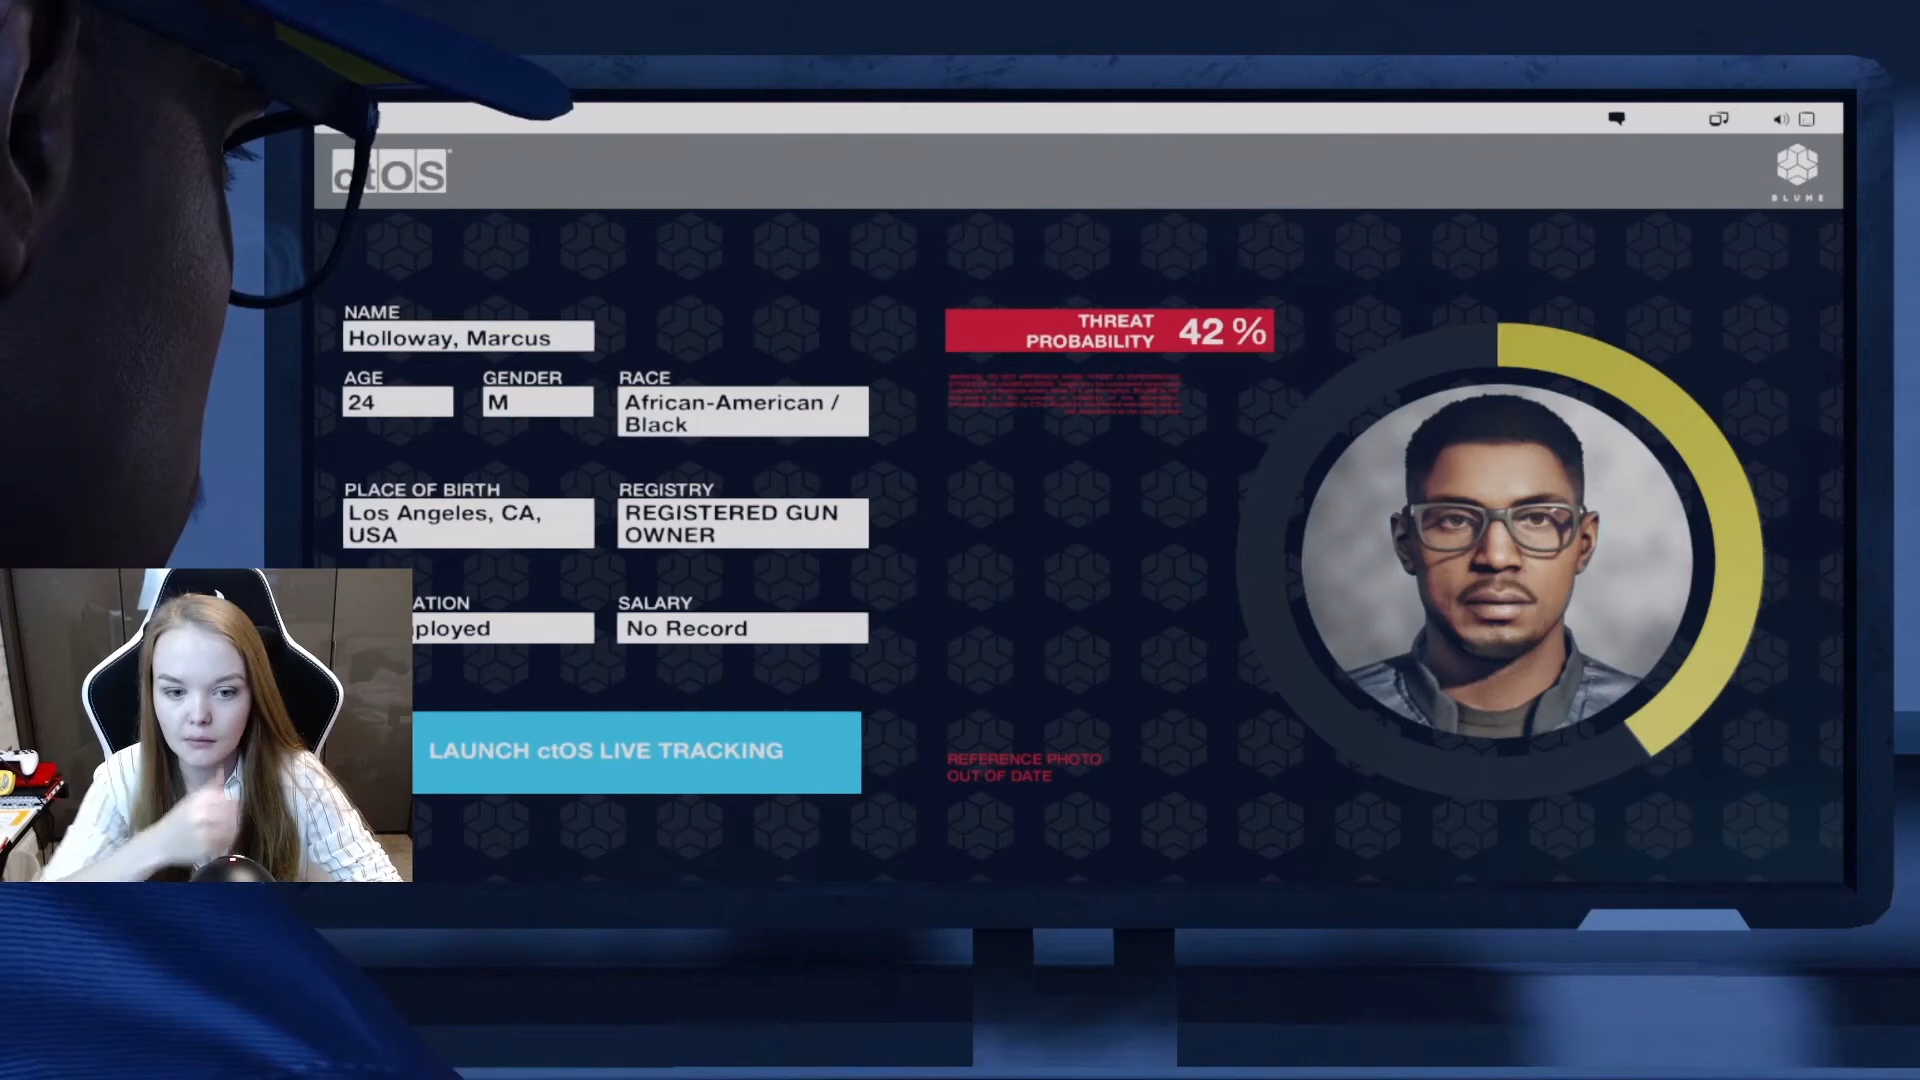 ctOS
BLUME
NAME
Holloway, Marcus
AGE
24
GENDER
M
RACE
African-American /
Black
PLACE OF BIRTH
Los Angeles, CA,
USA
REGISTRY
REGISTERED GUN
OWNER
ATION
ployed
SALARY
No Record
LAUNCH ctOS LIVE TRACKING
THREAT
PROBABILITY
42 %
REFERENCE PHOTO
OUT OF DATE